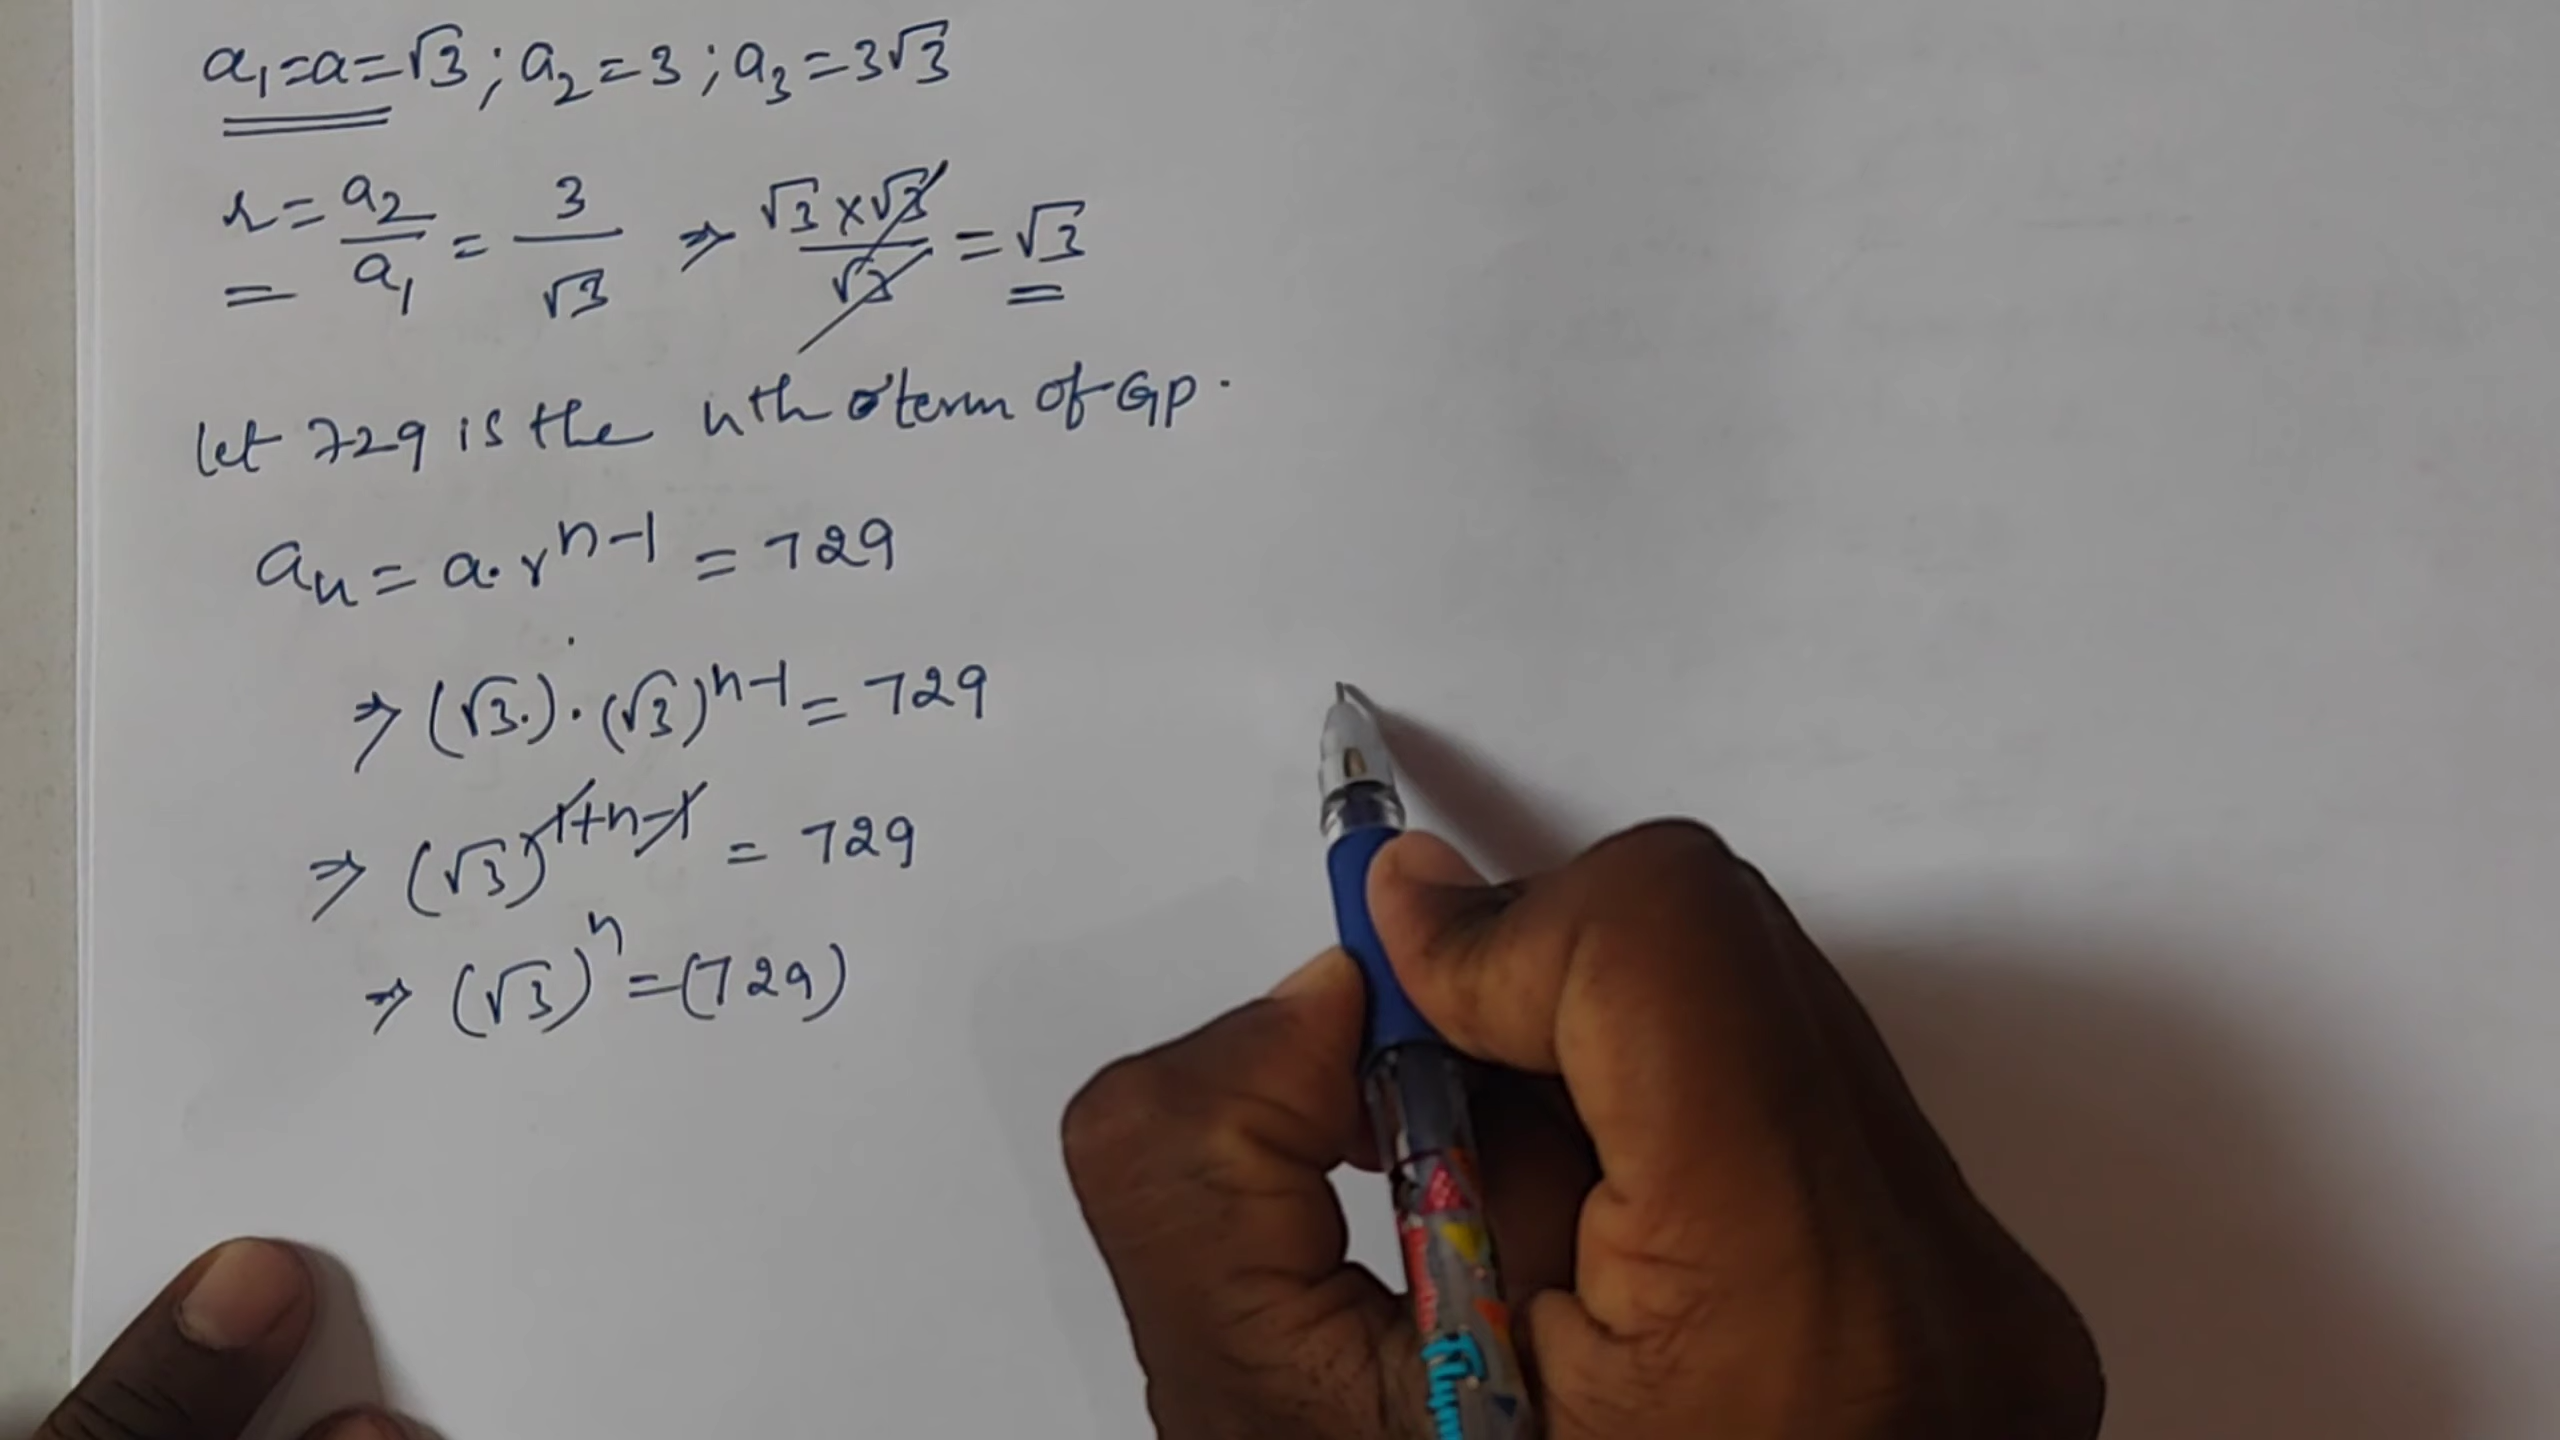 a₁=a=√3 ; a₂=3 ; a₃=3√3
r = a₂/a₁ = 3/√3 ⇒ √3×√3/√3 = √3
let 729 is the nth term of GP.
aₙ = a·rⁿ⁻¹ = 729
⇒ (√3.)·(√3)ⁿ⁻¹ = 729
⇒ (√3)¹⁺ⁿ⁻¹ = 729
⇒ (√3)ⁿ = (729)